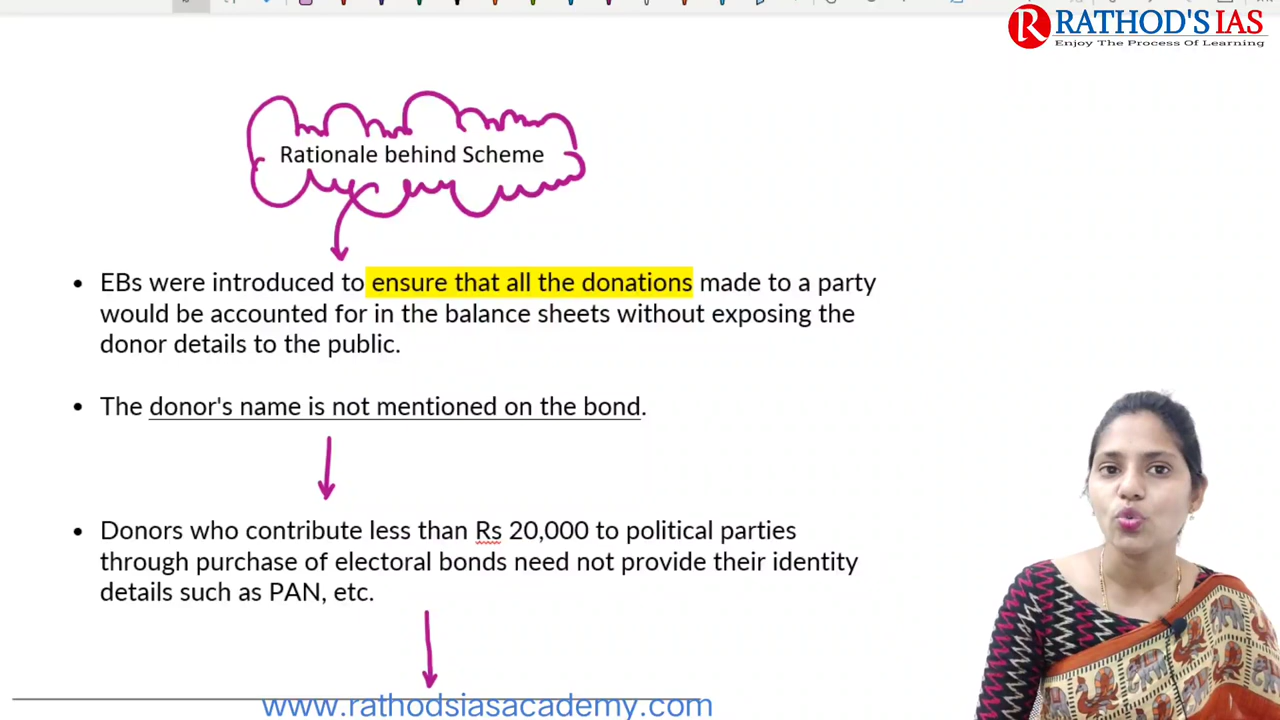 RATHOD'S IAS
Enjoy The Process Of Learning
Rationale behind Scheme
• EBs were introduced to ensure that all the donations made to a party
would be accounted for in the balance sheets without exposing the
donor details to the public.
• The donor's name is not mentioned on the bond.
• Donors who contribute less than Rs 20,000 to political parties
through purchase of electoral bonds need not provide their identity
details such as PAN, etc.
www.rathodsiasacademy.com